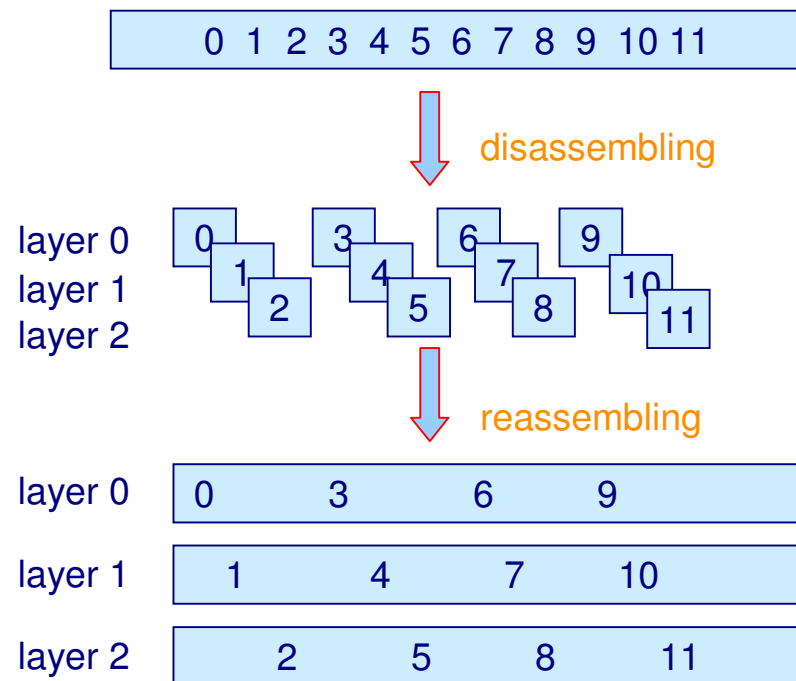 0 1 2 3 4 5 6 7 8 9 10 11
disassembling
layer 0 0 3 6 9
layer 1 1 4 7 10
layer 2 2 5 8 11
reassembling
layer 0 0 3 6 9
layer 1 1 4 7 10
layer 2 2 5 8 11